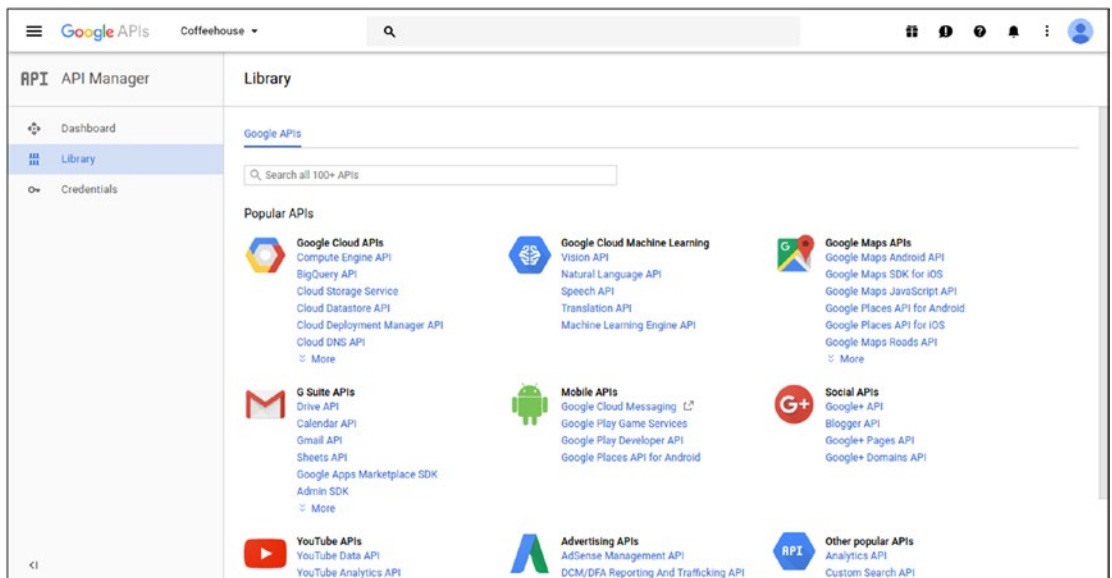 Google APIs Coffeehouse
API API Manager
Library
Dashboard
Library
Credentials
Google APIs
Search all 100+ APIs
Popular APIs
Google Cloud APIs
Compute Engine API
BigQuery API
Cloud Storage Service
Cloud Datastore API
Cloud Deployment Manager API
Cloud DNS API
More
Google Cloud Machine Learning
Vision API
Natural Language API
Speech API
Translation API
Machine Learning Engine API
G
Google Maps APIs
Google Maps Android API
Google Maps SDK for iOS
Google Maps JavaScript API
Google Places API for Android
Google Places API for iOS
Google Maps Roads API
More
G Suite APIs
Drive API
Calendar API
Gmail API
Sheets API
Google Apps Marketplace SDK
Admin SDK
More
Mobile APIs
Google Cloud Messaging
Google Play Game Services
Google Play Developer API
Google Places API for Android
G+
Social APIs
Google+ API
Blogger API
Google+ Pages API
Google+ Domains API
YouTube APIs
YouTube Data API
YouTube Analytics API
Advertising APIs
AdSense Management API
DCM/DFA Reporting And Trafficking API
API
Other popular APIs
Analytics API
Custom Search API